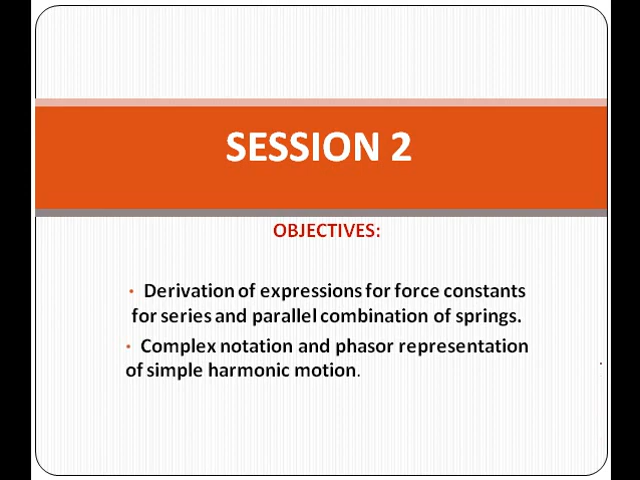 SESSION 2
OBJECTIVES:
• Derivation of expressions for force constants
for series and parallel combination of springs.
• Complex notation and phasor representation
of simple harmonic motion.